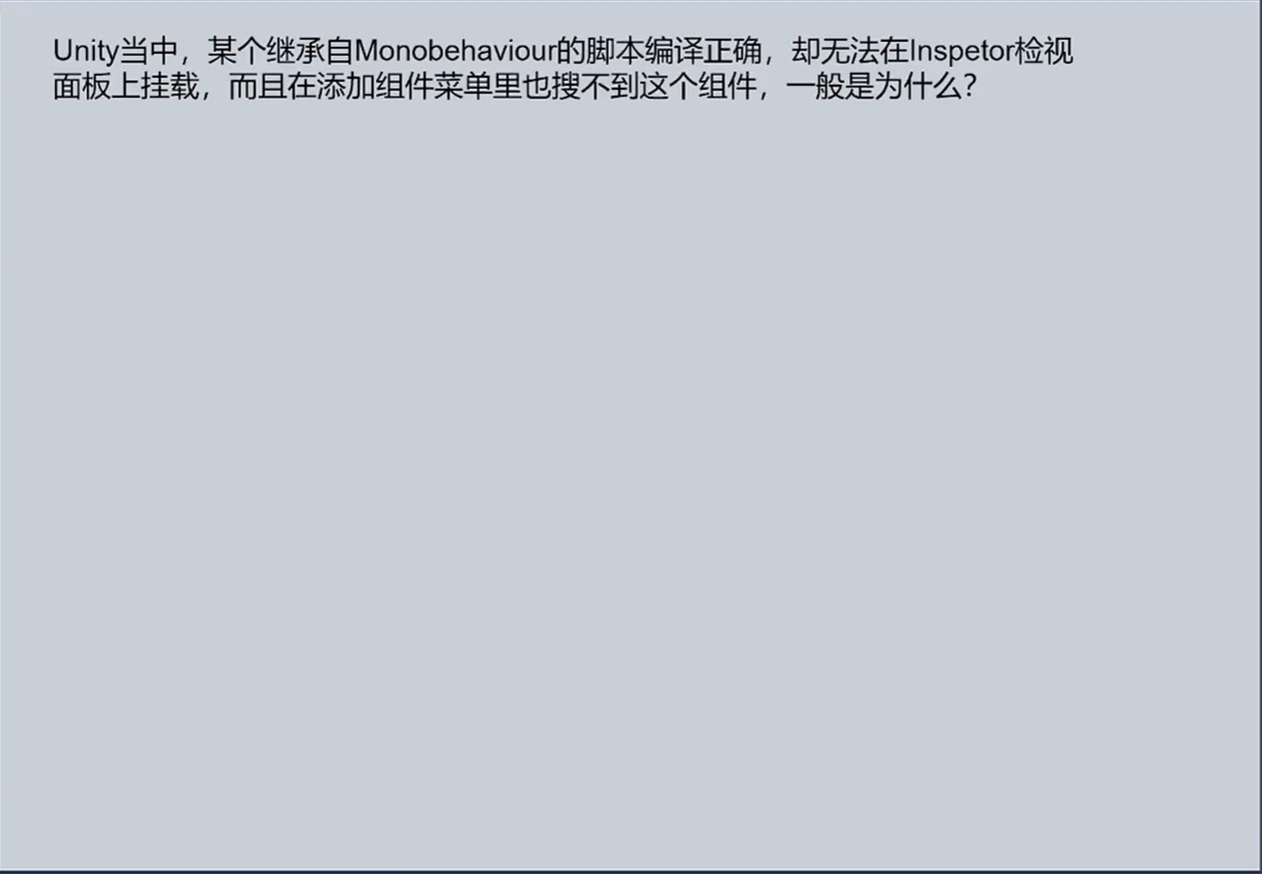 Unity当中，某个继承自Monobehaviour的脚本编译正确，却无法在Inspetor检视
面板上挂载，而且在添加组件菜单里也搜不到这个组件，一般是为什么？